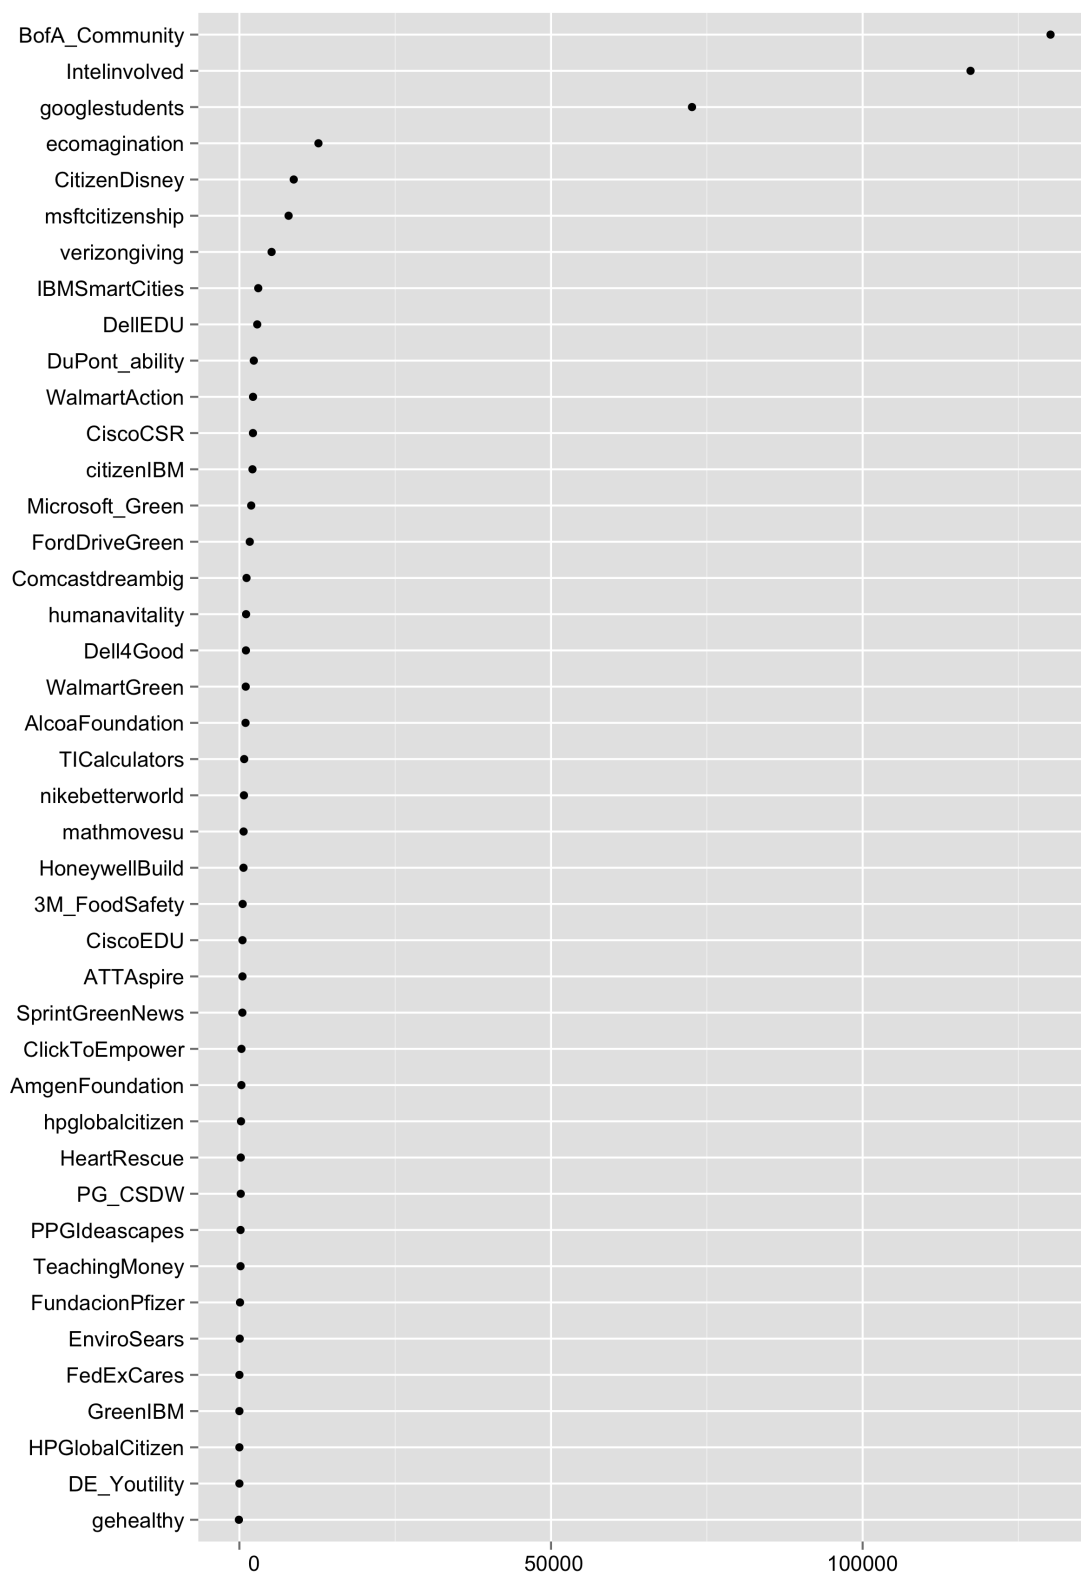 BofA_Community
Intelinvolved
googlestudents
ecomagination
CitizenDisney
msftcitizenship
verizongiving
IBMSmartCities
DellEDU
DuPont_ability
WalmartAction
CiscoCSR
citizenIBM
Microsoft_Green
FordDriveGreen
Comcastdreambig
humanavitality
Dell4Good
WalmartGreen
AlcoaFoundation
TICalculators
nikebetterworld
mathmovesu
HoneywellBuild
3M_FoodSafety
CiscoEDU
ATTAspire
SprintGreenNews
ClickToEmpower
AmgenFoundation
hpglobalcitizen
HeartRescue
PG_CSDW
PPGIdeascapes
TeachingMoney
FundacionPfizer
EnviroSears
FedExCares
GreenIBM
HPGlobalCitizen
DE_Youtility
gehealthy
0 50000 100000